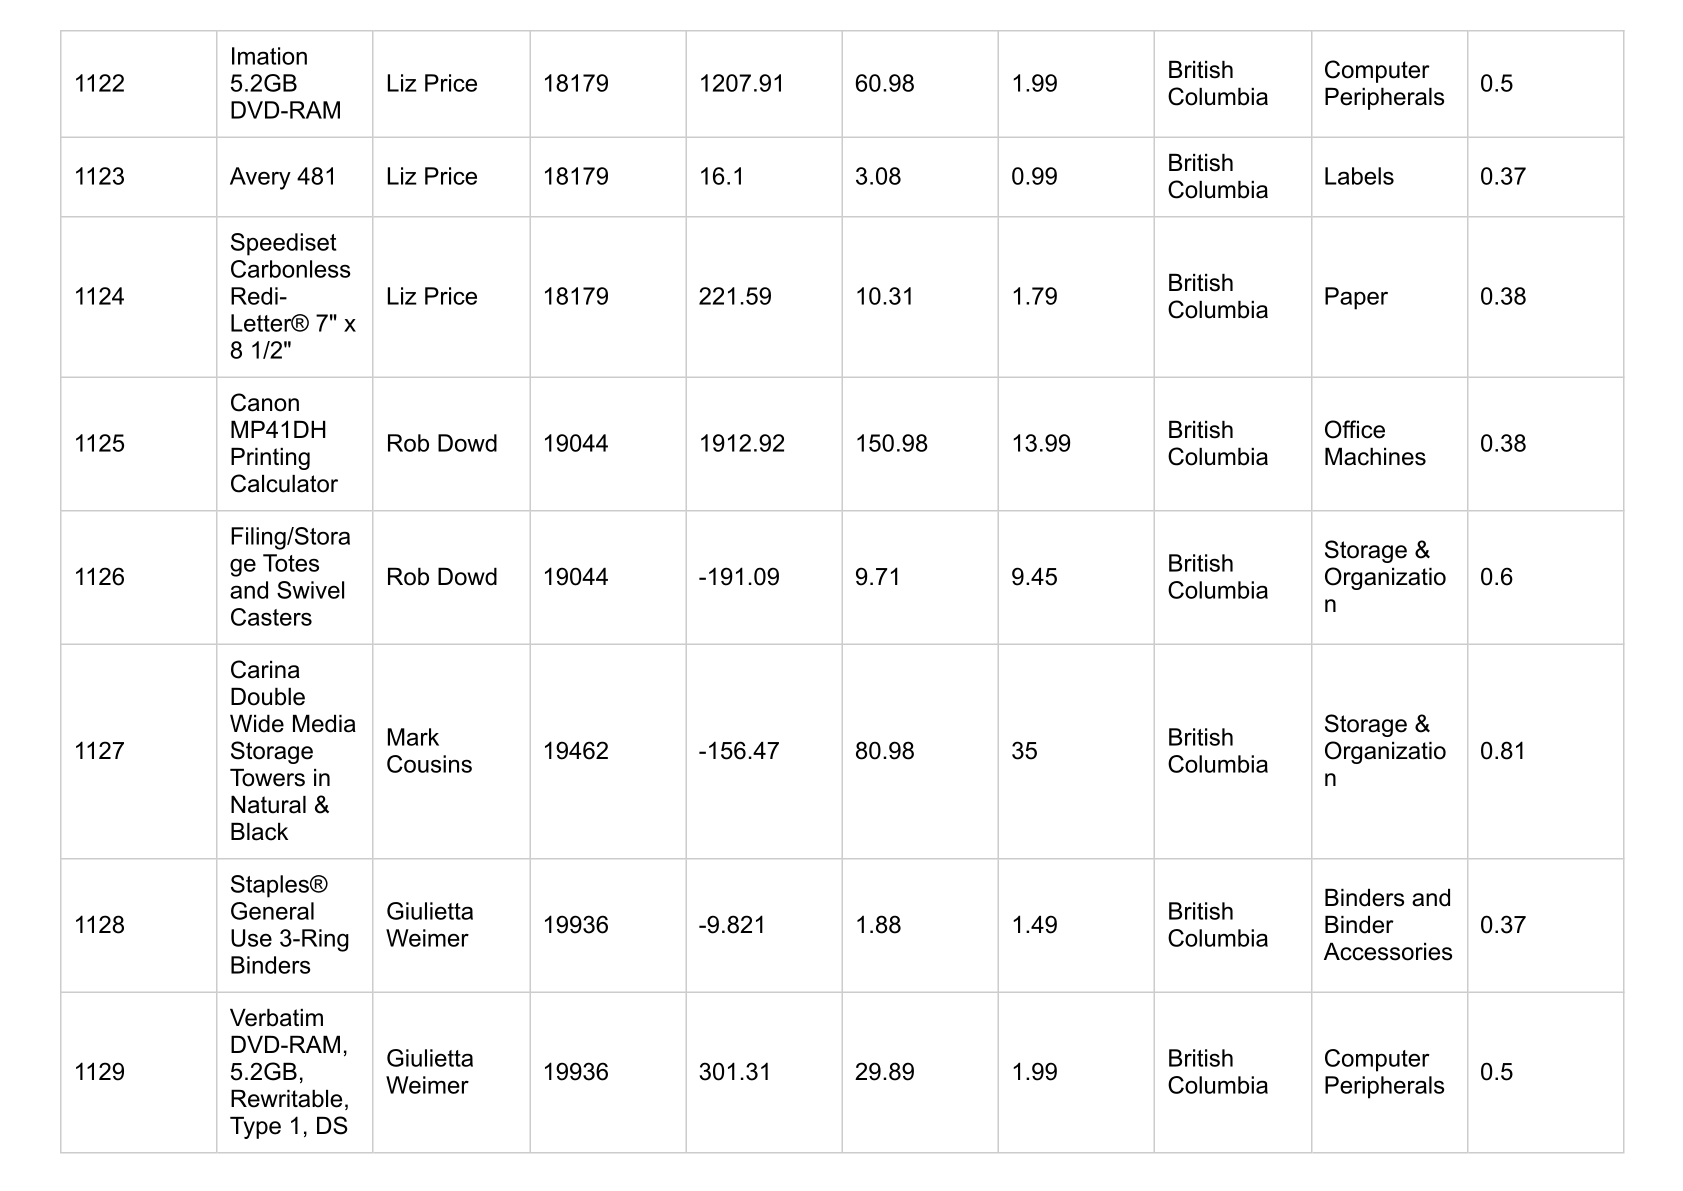 1122
Imation
5.2GB
DVD-RAM
Liz Price
18179
1207.91
60.98
1.99
British
Columbia
Computer
Peripherals
0.5
1123
Avery 481
Liz Price
18179
16.1
3.08
0.99
British
Columbia
Labels
0.37
1124
Speediset
Carbonless
Redi-
Letter® 7" x
8 1/2"
Liz Price
18179
221.59
10.31
1.79
British
Columbia
Paper
0.38
1125
Canon
MP41DH
Printing
Calculator
Rob Dowd
19044
1912.92
150.98
13.99
British
Columbia
Office
Machines
0.38
1126
Filing/Stora
ge Totes
and Swivel
Casters
Rob Dowd
19044
-191.09
9.71
9.45
British
Columbia
Storage &
Organizatio
n
0.6
1127
Carina
Double
Wide Media
Storage
Towers in
Natural &
Black
Mark
Cousins
19462
-156.47
80.98
35
British
Columbia
Storage &
Organizatio
n
0.81
1128
Staples®
General
Use 3-Ring
Binders
Giulietta
Weimer
19936
-9.821
1.88
1.49
British
Columbia
Binders and
Binder
Accessories
0.37
1129
Verbatim
DVD-RAM,
5.2GB,
Rewritable,
Type 1, DS
Giulietta
Weimer
19936
301.31
29.89
1.99
British
Columbia
Computer
Peripherals
0.5